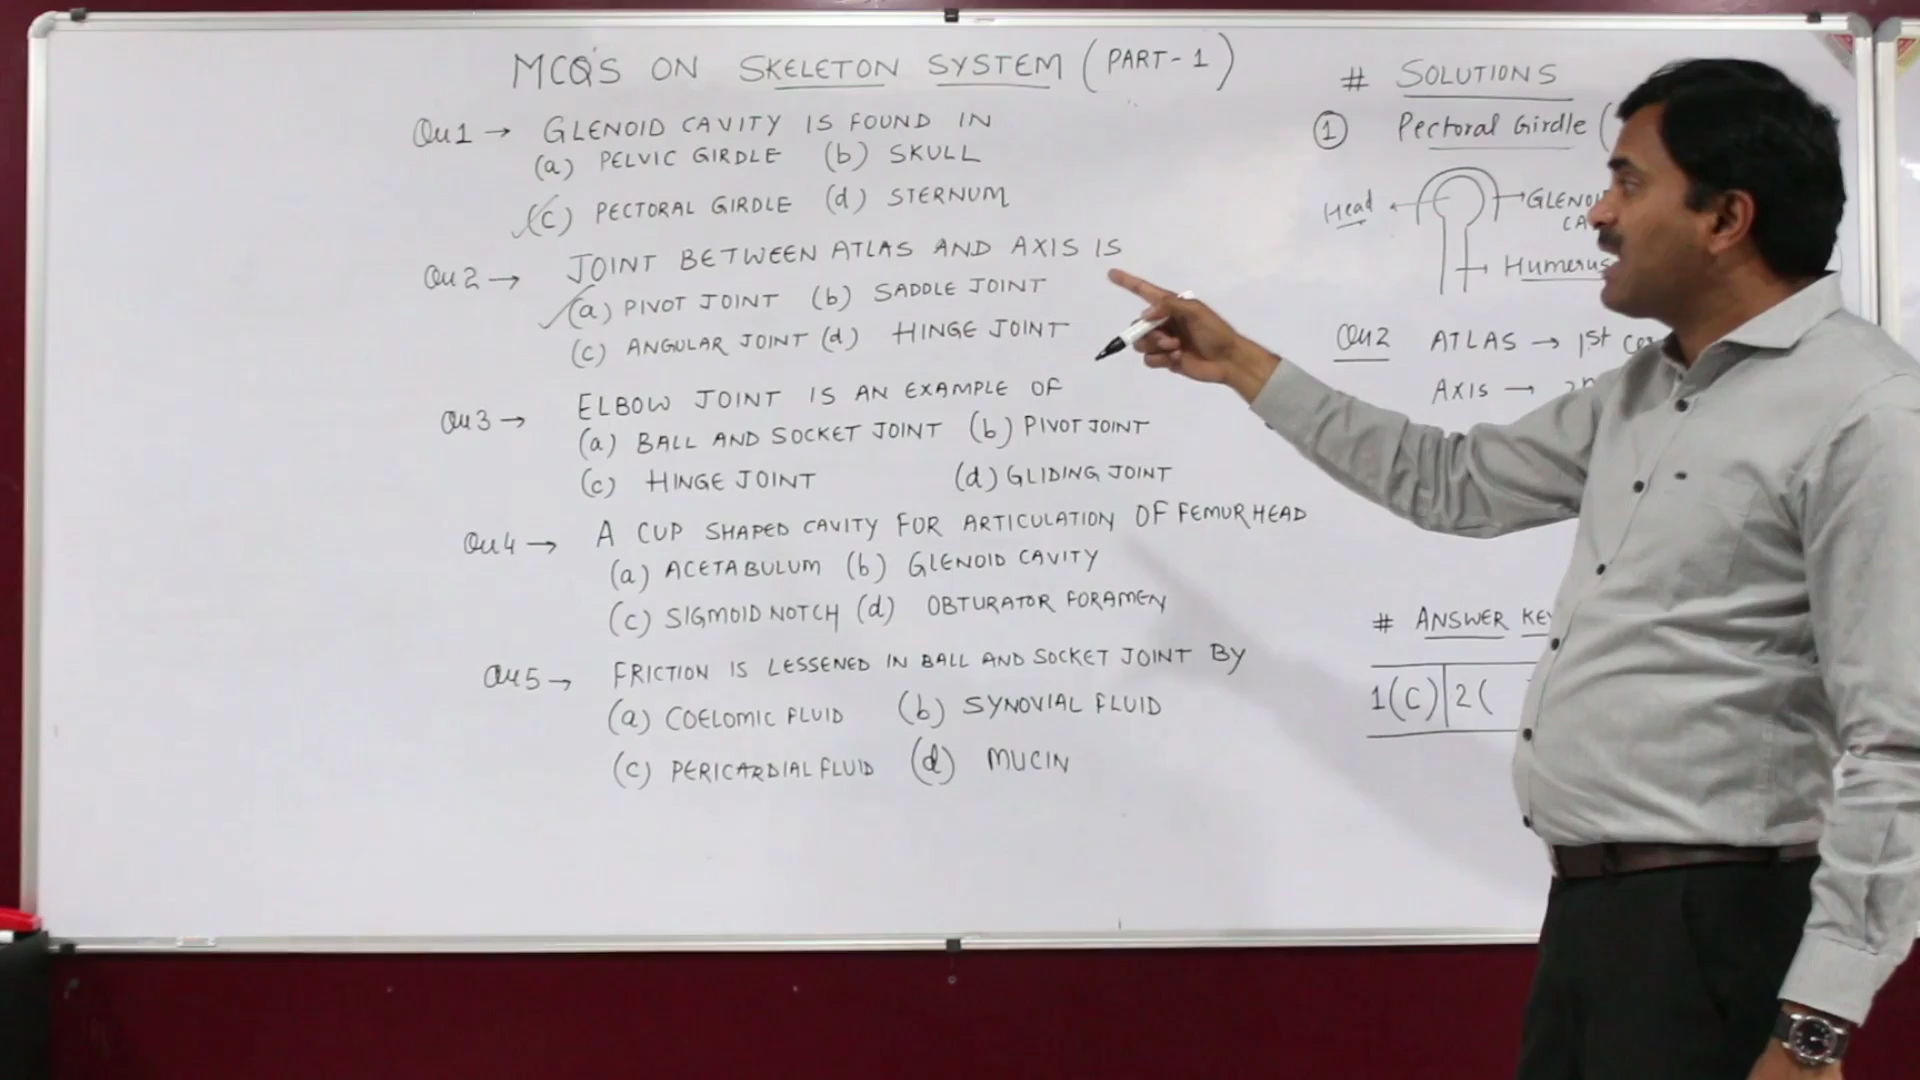 MCQ'S ON SKELETON SYSTEM (PART-1)
Qu1 → GLENOID CAVITY IS FOUND IN
(a) PELVIC GIRDLE (b) SKULL
(c) PECTORAL GIRDLE (d) STERNUM
Qu2 → JOINT BETWEEN ATLAS AND AXIS IS
(a) PIVOT JOINT (b) SADDLE JOINT
(c) ANGULAR JOINT (d) HINGE JOINT
Qu3 → ELBOW JOINT IS AN EXAMPLE OF
(a) BALL AND SOCKET JOINT (b) PIVOT JOINT
(c) HINGE JOINT (d) GLIDING JOINT
Qu4 → A CUP SHAPED CAVITY FOR ARTICULATION OF FEMUR HEAD
(a) ACETABULUM (b) GLENOID CAVITY
(c) SIGMOID NOTCH (d) OBTURATOR FORAMEN
Qu5 → FRICTION IS LESSENED IN BALL AND SOCKET JOINT BY
(a) COELOMIC FLUID (b) SYNOVIAL FLUID
(c) PERICARDIAL FLUID (d) MUCIN
# SOLUTIONS
1 Pectoral Girdle (
Head
GLENO
CA
Humerus
Qu2 ATLAS → 1st
AXIS →
# ANSWER KEY
1(C) 2(